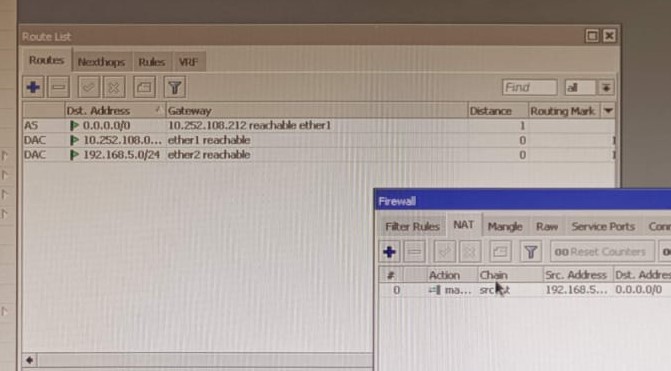 Route List
Routes Nexthops Rules VRF
Find all
Dst. Address Gateway Distance Routing Mark
AS 0.0.0.0/0 10.252.108.212 reachable ether1 1
DAC 10.252.108.0... ether1 reachable 0
DAC 192.168.5.0/24 ether2 reachable 0
Firewall
Filter Rules NAT Mangle Raw Service Ports Conn
00 Reset Counters
# Action Chain Src. Address Dst. Addres
0 ma... 192.168.5... 0.0.0.0/0